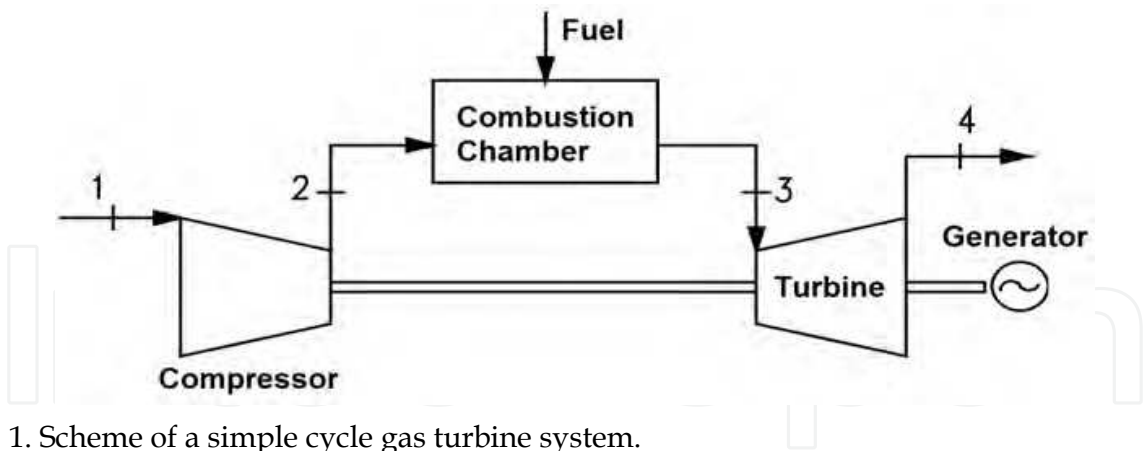 Fuel
Combustion
Chamber
1
2
3
4
Generator
Turbine
Compressor
1. Scheme of a simple cycle gas turbine system.